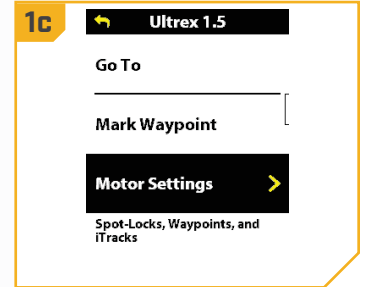 1c
Ultrex 1.5
Go To
Mark Waypoint
Motor Settings
Spot-Locks, Waypoints, and
iTracks